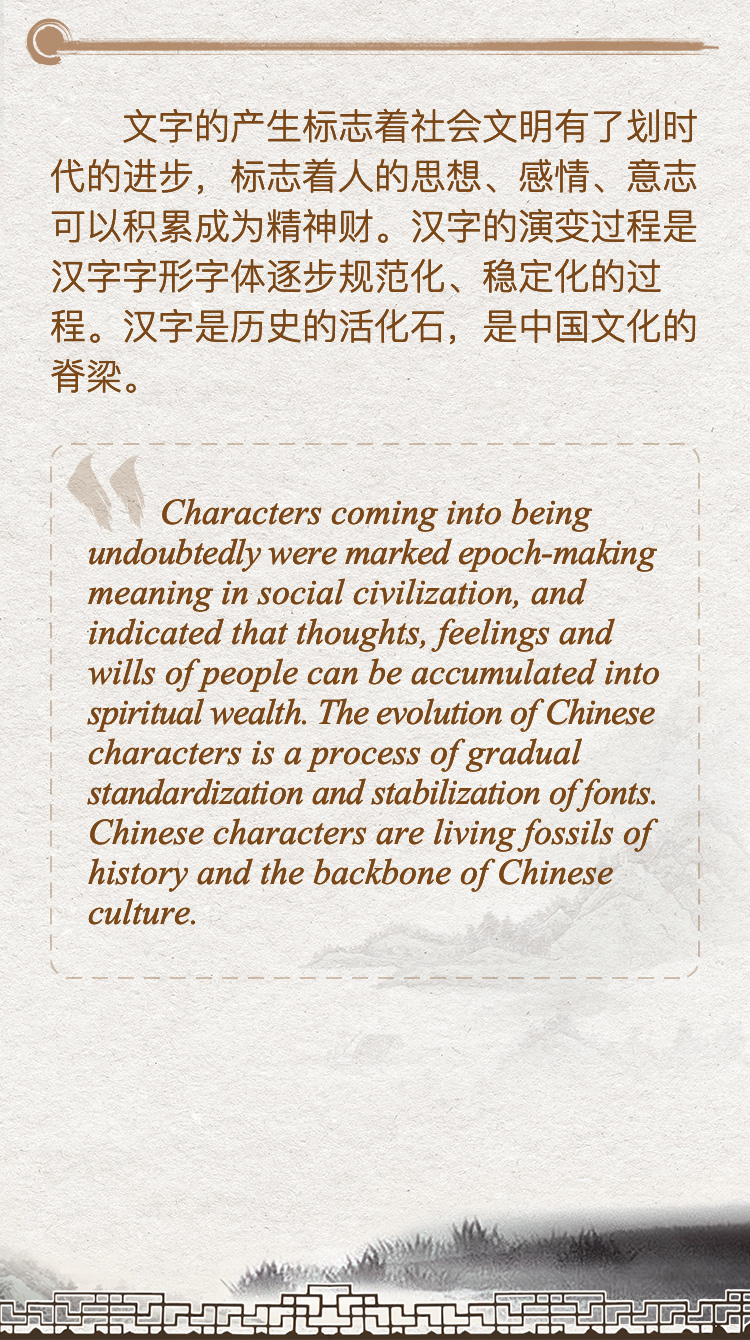 文字的产生标志着社会文明有了划时
代的进步，标志着人的思想、感情、意志
可以积累成为精神财。汉字的演变过程是
汉字字形字体逐步规范化、稳定化的过
程。汉字是历史的活化石，是中国文化的
脊梁。
Characters coming into being
undoubtedly were marked epoch-making
meaning in social civilization, and
indicated that thoughts, feelings and
wills of people can be accumulated into
spiritual wealth. The evolution of Chinese
characters is a process of gradual
standardization and stabilization of fonts.
Chinese characters are living fossils of
history and the backbone of Chinese
culture.